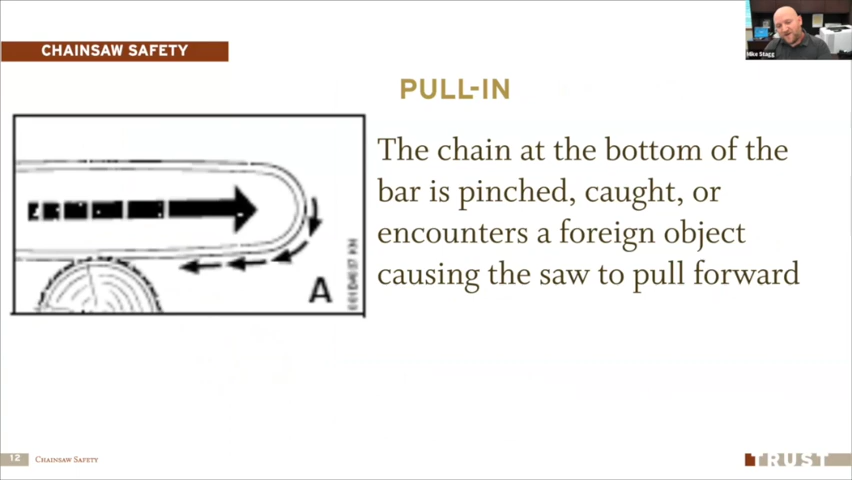 CHAINSAW SAFETY
Mike Stagg
PULL-IN
The chain at the bottom of the
bar is pinched, caught, or
encounters a foreign object
causing the saw to pull forward
A
12 CHAINSAW SAFETY
TRUST